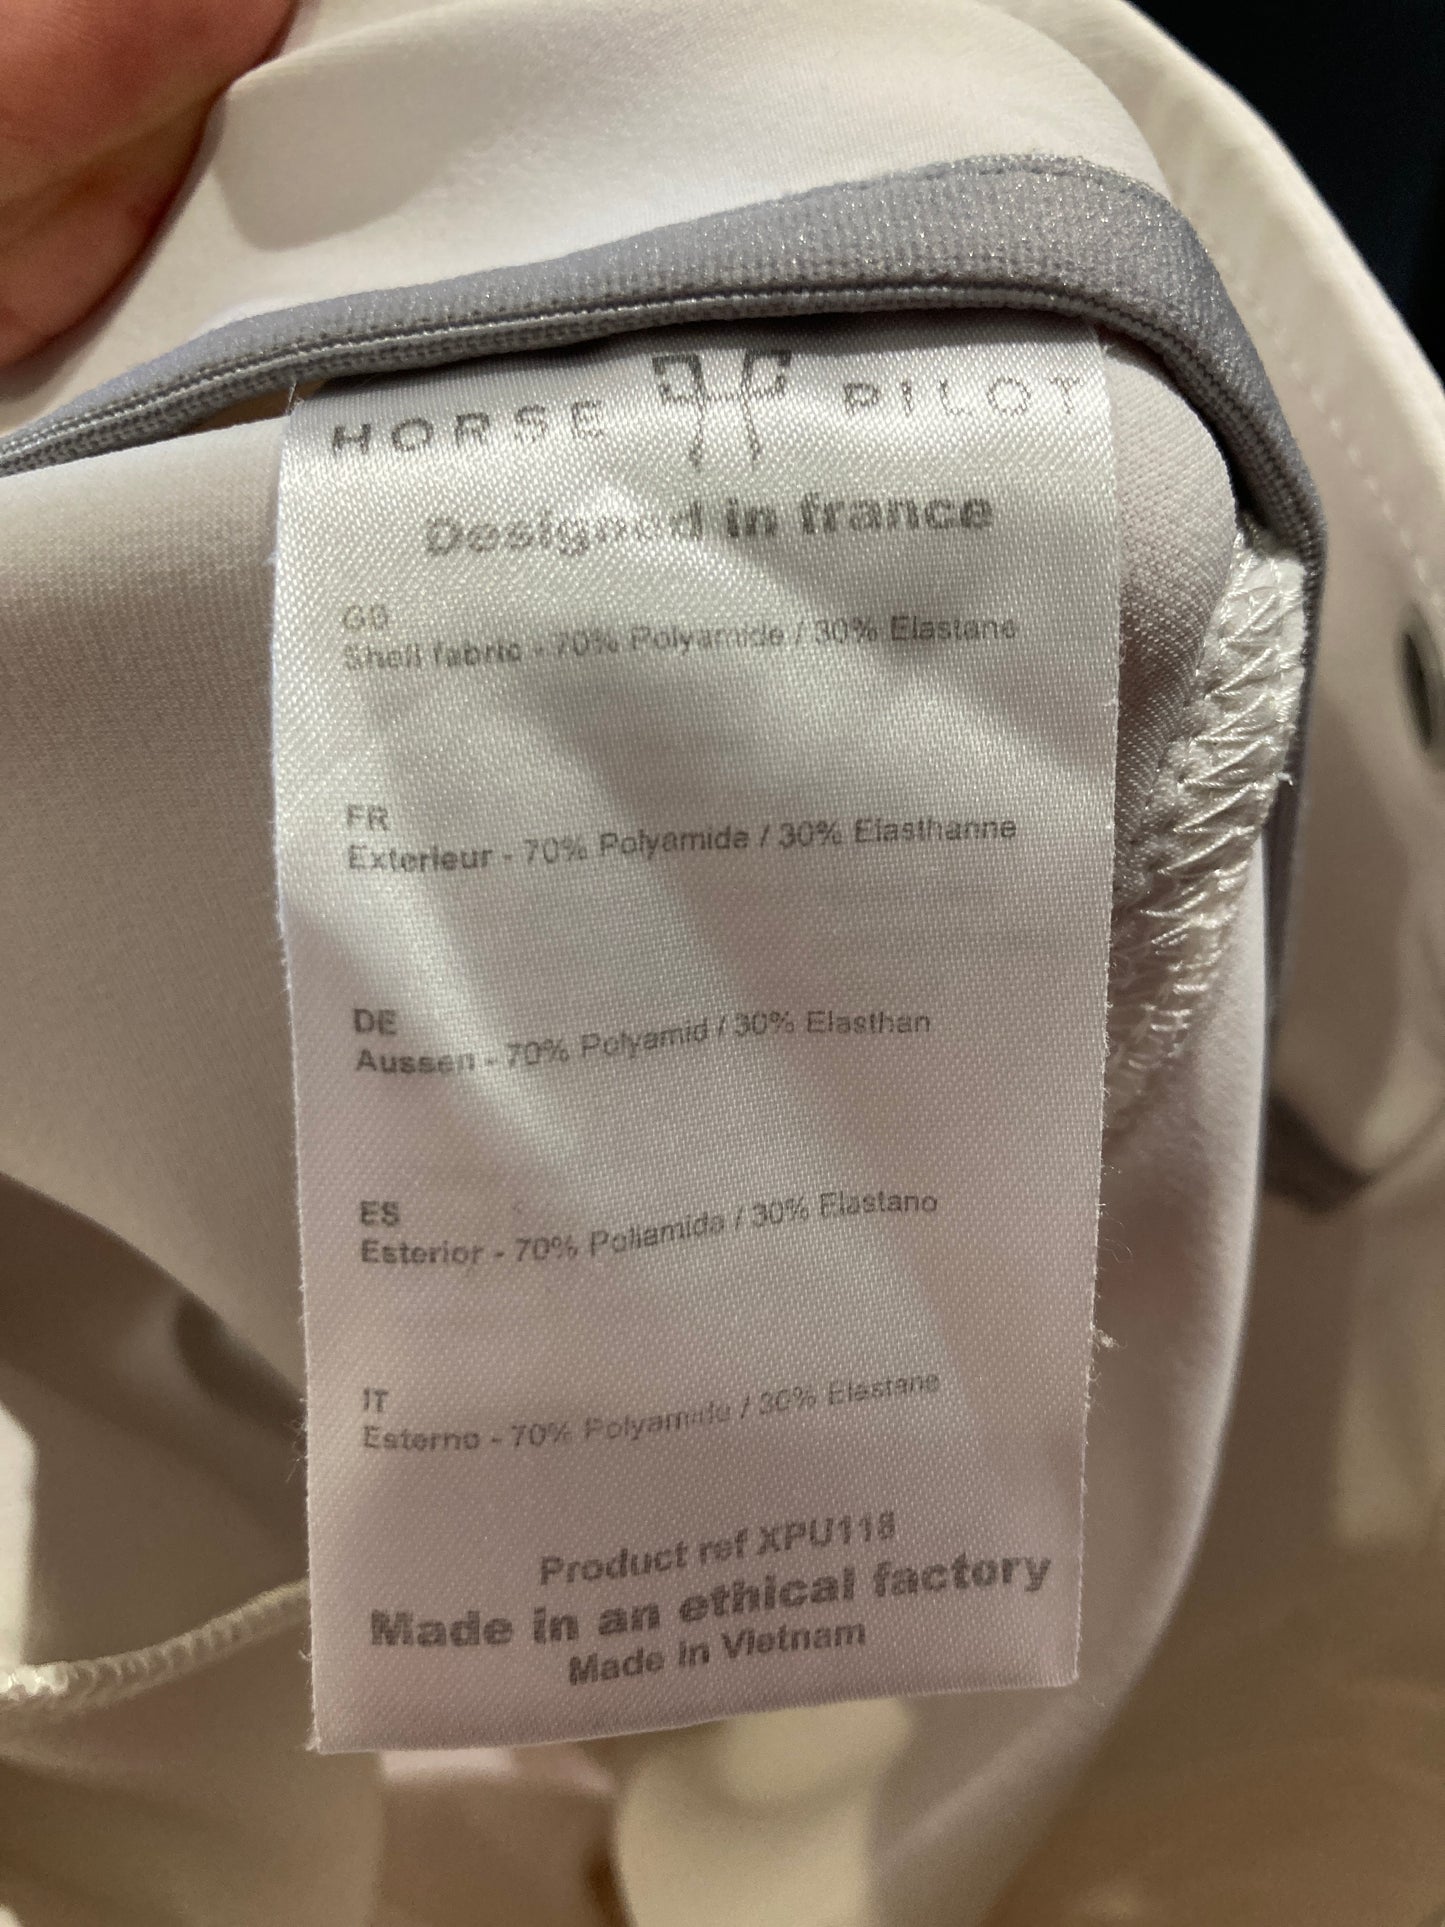 HORSE PILOT
Designed in france
GB
Shell fabric - 70% Polyamide / 30% Elastane
FR
Exterieur - 70% Polyamide / 30% Elasthanne
DE
Aussen - 70% Polyamid / 30% Elasthan
ES
Esterior - 70% Poliamida / 30% Elastano
IT
Esterno - 70% Polyamide / 30% Elastane
Product ref XPU118
Made in an ethical factory
Made in Vietnam